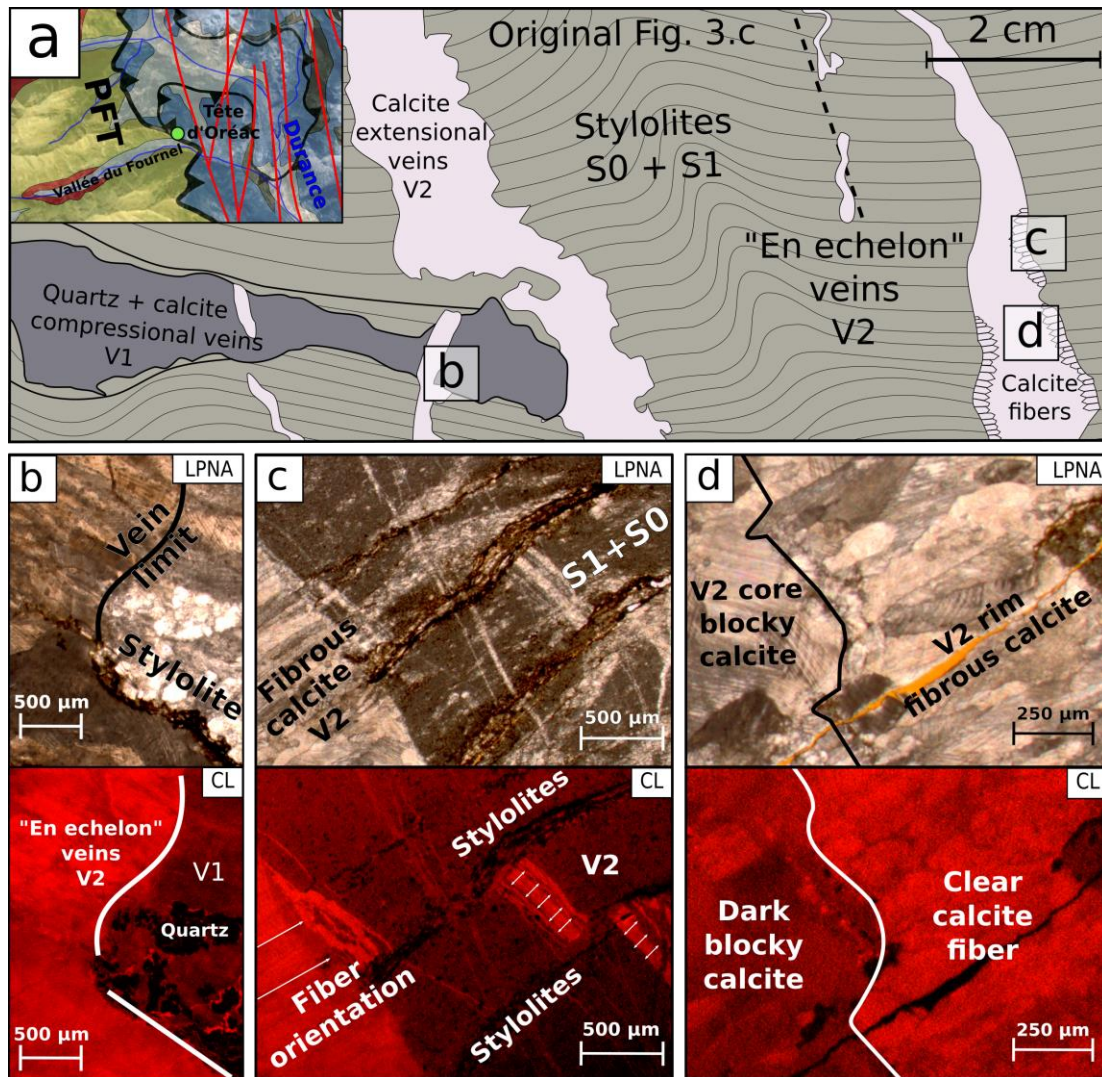 a
PFT
Tête
d'Oréac
Durance
Vallée du Fournel
Original Fig. 3.c
2 cm
Calcite
extensional
veins
V2
Stylolites
S0 + S1
"En echelon"
veins
V2
Quartz + calcite
compressional veins
V1
b
c
d
Calcite
fibers
b
LPNA
Vein
limit
Stylolite
500 µm
c
LPNA
S1+S0
Fibrous
calcite
V2
500 µm
d
LPNA
V2 core
blocky
calcite
V2 rim
fibrous calcite
250 µm
CL
"En echelon"
veins
V2
V1
Quartz
500 µm
CL
Stylolites
V2
Fiber
orientation
Stylolites
500 µm
CL
Dark
blocky
calcite
Clear
calcite
fiber
250 µm